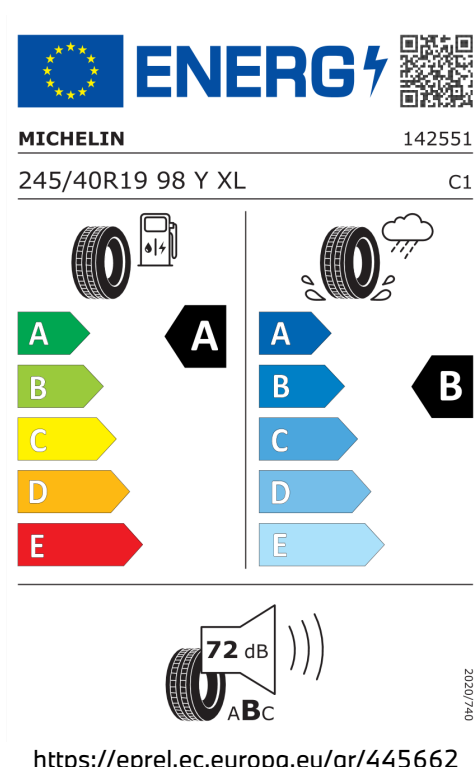 ENERG
MICHELIN 142551
245/40R19 98 Y XL C1
A A A
B B B
C C
D D
E E
72 dB
ABC
2020/740
https://eprel.ec.europa.eu/qr/445662